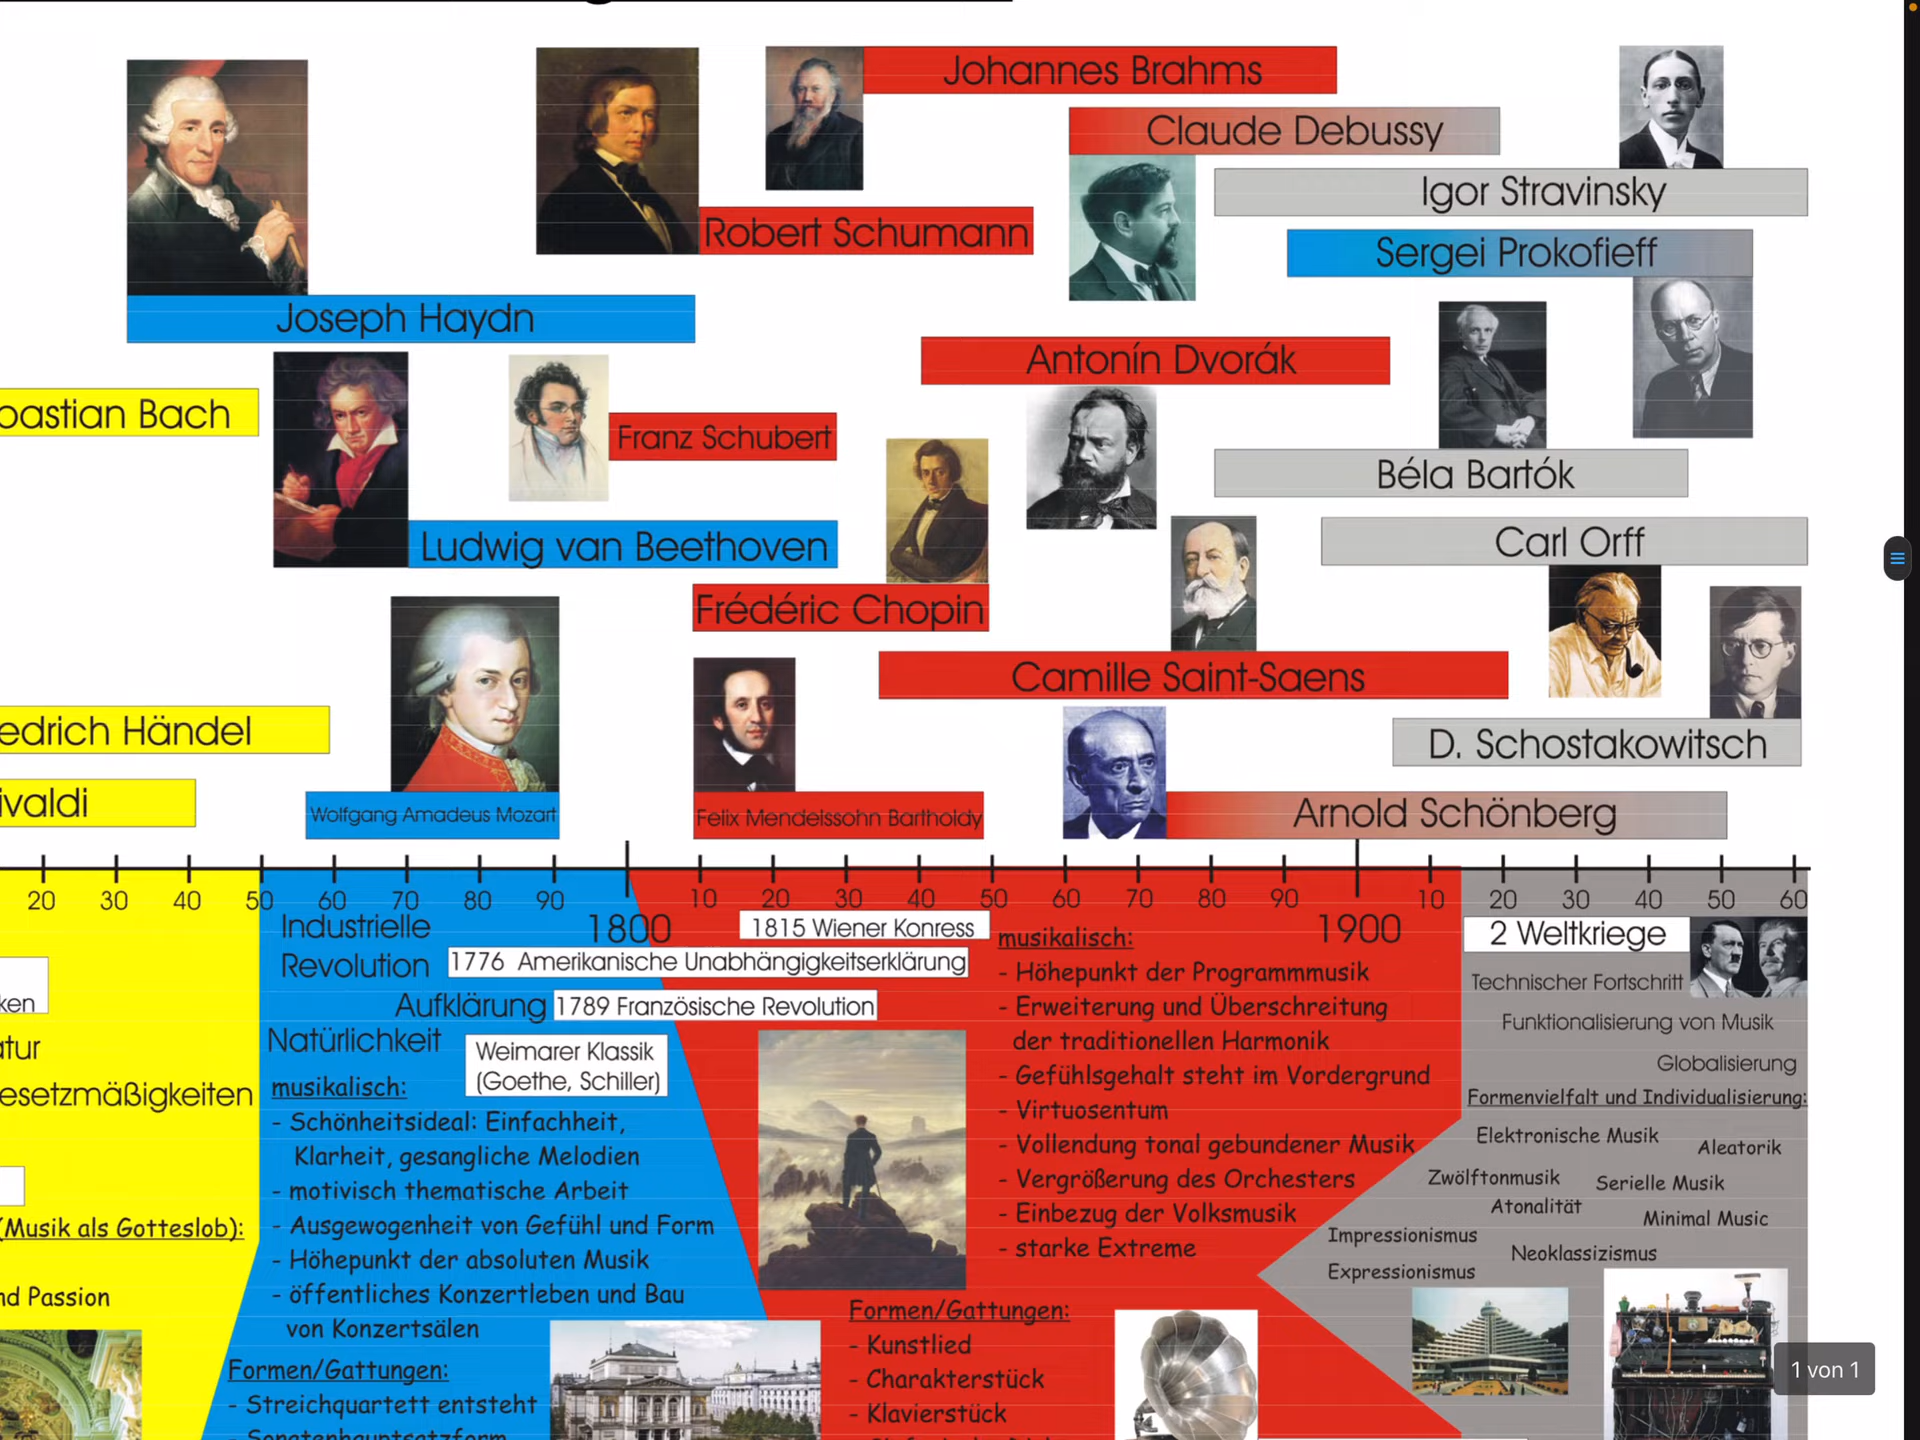 Johannes Brahms
Claude Debussy
Igor Stravinsky
Robert Schumann
Sergei Prokofieff
Joseph Haydn
Antonín Dvorák
bastian Bach
Franz Schubert
Béla Bartók
Ludwig van Beethoven
Carl Orff
Frédéric Chopin
Camille Saint-Saens
edrich Händel
D. Schostakowitsch
ivaldi
Wolfgang Amadeus Mozart
Felix Mendelssohn Bartholdy
Arnold Schönberg
20 30 40 50 60 70 80 90 1800 10 20 30 40 50 60 70 80 90 1900 10 20 30 40 50 60
ken
atur
esetzmäßigkeiten
(Musik als Gotteslob):
nd Passion
Industrielle
Revolution
1815 Wiener Konress
1776 Amerikanische Unabhängigkeitserklärung
Aufklärung
1789 Französische Revolution
Natürlichkeit
Weimarer Klassik
(Goethe, Schiller)
musikalisch:
- Schönheitsideal: Einfachheit,
Klarheit, gesangliche Melodien
- motivisch thematische Arbeit
- Ausgewogenheit von Gefühl und Form
- Höhepunkt der absoluten Musik
- öffentliches Konzertleben und Bau
von Konzertsälen
Formen/Gattungen:
- Streichquartett entsteht
- Sonatenhauptsatzform
musikalisch:
- Höhepunkt der Programmmusik
- Erweiterung und Überschreitung
der traditionellen Harmonik
- Gefühlsgehalt steht im Vordergrund
- Virtuosentum
- Vollendung tonal gebundener Musik
- Vergrößerung des Orchesters
- Einbezug der Volksmusik
- starke Extreme
Formen/Gattungen:
- Kunstlied
- Charakterstück
- Klavierstück
2 Weltkriege
Technischer Fortschritt
Funktionalisierung von Musik
Globalisierung
Formenvielfalt und Individualisierung:
Elektronische Musik
Aleatorik
Zwölftonmusik
Serielle Musik
Atonalität
Minimal Music
Impressionismus
Neoklassizismus
Expressionismus
1 von 1